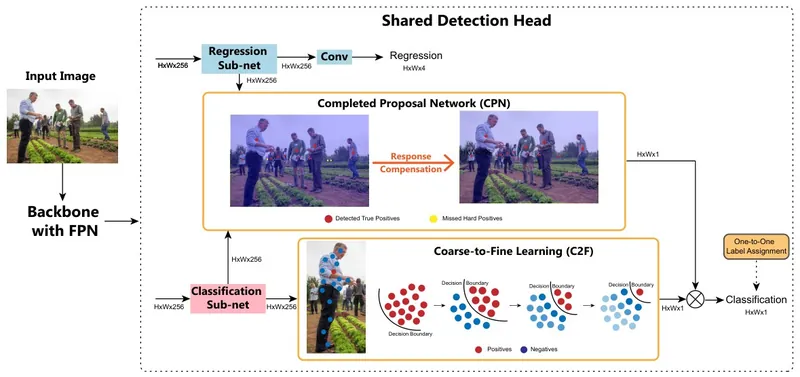 Shared Detection Head
HxWx256
Regression
Sub-net
HxWx256
Conv
Regression
HxWx4
HxWx256
Input Image
Completed Proposal Network (CPN)
Response
Compensation
Detected True Positives
Missed Hard Positives
HxWx1
Backbone
with FPN
HxWx256
One-to-One
Label Assignment
Coarse-to-Fine Learning (C2F)
Classification
Sub-net
HxWx256
HxWx256
Decision Boundary
Decision Boundary
Decision Boundary
Decision Boundary
Positives
Negatives
HxWx1
Classification
HxWx1